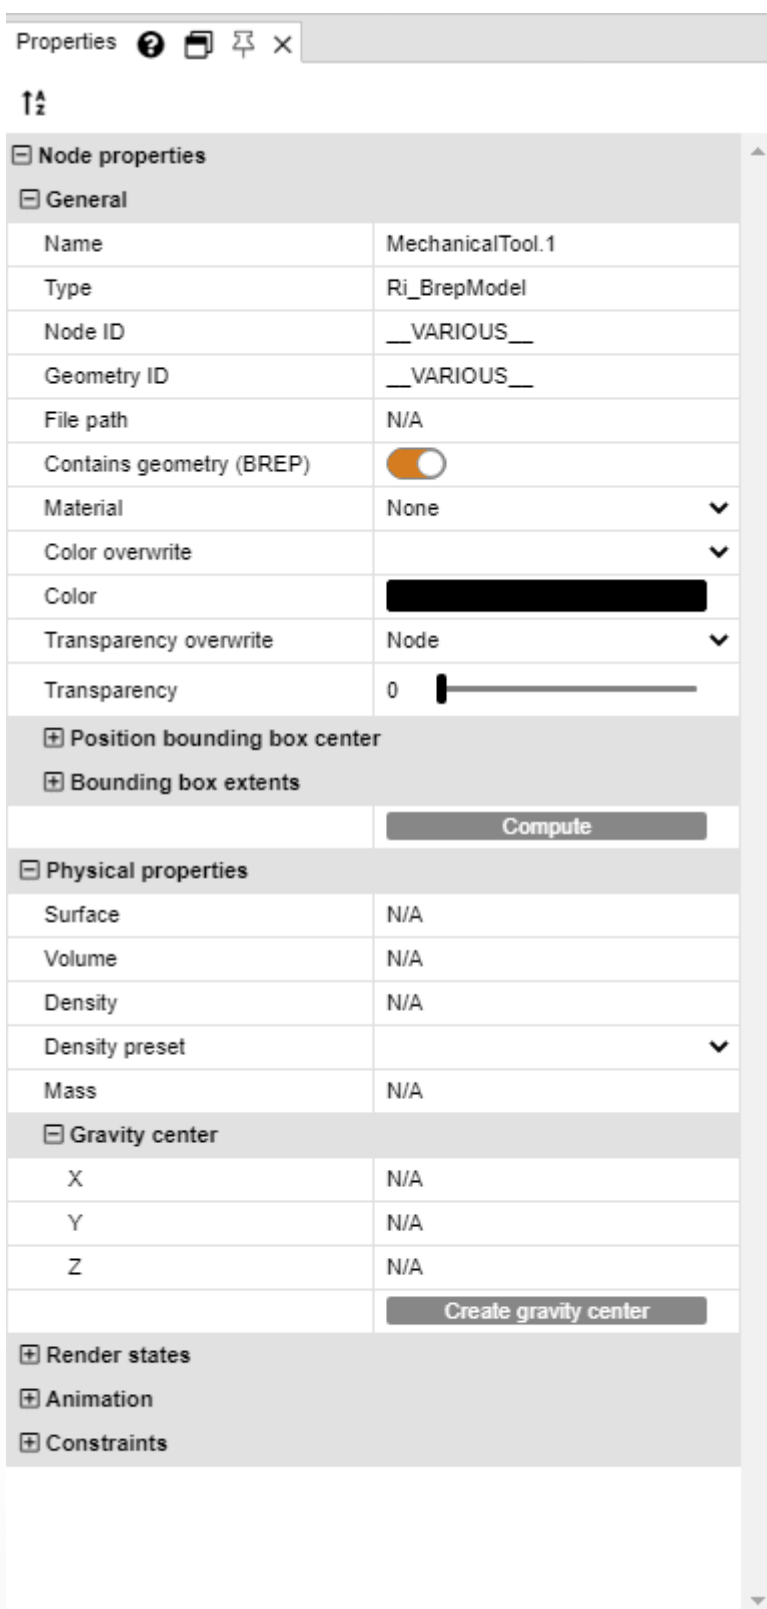 Properties
Node properties
General
Name MechanicalTool.1
Type Ri_BrepModel
Node ID __VARIOUS__
Geometry ID __VARIOUS__
File path N/A
Contains geometry (BREP)
Material None
Color overwrite
Color
Transparency overwrite Node
Transparency 0
Position bounding box center
Bounding box extents
Compute
Physical properties
Surface N/A
Volume N/A
Density N/A
Density preset
Mass N/A
Gravity center
X N/A
Y N/A
Z N/A
Create gravity center
Render states
Animation
Constraints